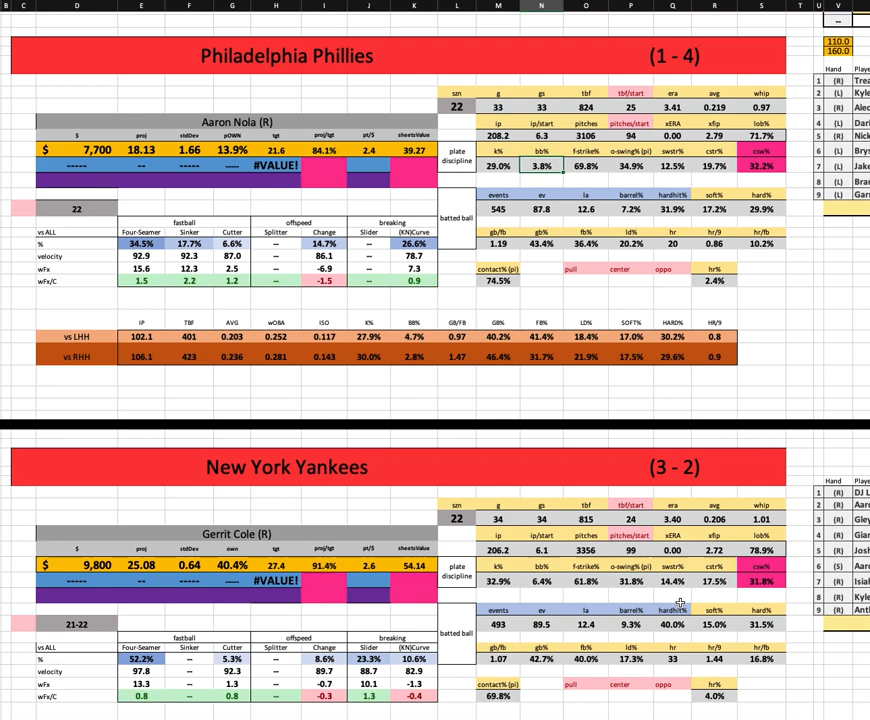 B C D E F G H I J K L M N O P Q R S T U V W
--
Philadelphia Phillies (1 - 4)
110.0
160.0
Hand Playe
1 (R) Trea
2 (L) Kyle
3 (R) Alec
4 (L) Dari
5 (R) Nick
6 (L) Brys
7 (L) Jake
8 (L) Bran
9 (L) Garr
szn g gs tbf tbf/start era avg whip
22 33 33 824 25 3.41 0.219 0.97
Aaron Nola (R)
ip ip/start pitches pitches/start xERA xfip lob%
208.2 6.3 3106 94 0.00 2.79 71.7%
$ proj stdDev pOWN tgt proj/tgt pt/$ sheetsValue
$ 7,700 18.13 1.66 13.9% 21.6 84.1% 2.4 39.27
----- -- ----- ----- #VALUE!
plate discipline
k% bb% f-strike% o-swing% (pi) swstr% cstr% csw%
29.0% 3.8% 69.8% 34.9% 12.5% 19.7% 32.2%
batted ball
events ev la barrel% hardhit% soft% hard%
545 87.8 12.6 7.2% 31.9% 17.2% 29.9%
gb/fb gb% fb% ld% hr hr/9 hr/fb
1.19 43.4% 36.4% 20.2% 20 0.86 10.2%
contact% (pi) pull center oppo hr%
74.5% 2.4%
22
fastball offspeed breaking
vs ALL Four-Seamer Sinker Cutter Splitter Change Slider (KN)Curve
% 34.5% 17.7% 6.6% -- 14.7% -- 26.6%
velocity 92.9 92.3 87.0 -- 86.1 -- 78.7
wFx 15.6 12.3 2.5 -- -6.9 -- 7.3
wFx/C 1.5 2.2 1.2 -- -1.5 -- 0.9
IP TBF AVG wOBA ISO K% BB% GB/FB GB% FB% LD% SOFT% HARD% HR/9
vs LHH 102.1 401 0.203 0.252 0.117 27.9% 4.7% 0.97 40.2% 41.4% 18.4% 17.0% 30.2% 0.8
vs RHH 106.1 423 0.236 0.281 0.143 30.0% 2.8% 1.47 46.4% 31.7% 21.9% 17.5% 29.6% 0.9
New York Yankees (3 - 2)
Hand Playe
1 (R) DJ L
2 (R) Aaro
3 (R) Gley
4 (R) Gian
5 (R) Josh
6 (S) Aaro
7 (R) Isiah
8 (R) Kyle
9 (R) Anth
szn g gs tbf tbf/start era avg whip
22 34 34 815 24 3.40 0.206 1.01
Gerrit Cole (R)
ip ip/start pitches pitches/start xERA xfip lob%
206.2 6.1 3356 99 0.00 2.72 78.9%
$ proj stdDev own tgt proj/tgt pt/$ sheetsValue
$ 9,800 25.08 0.64 40.4% 27.4 91.4% 2.6 54.14
----- -- ----- ----- #VALUE!
plate discipline
k% bb% f-strike% o-swing% (pi) swstr% cstr% csw%
32.9% 6.4% 61.8% 31.8% 14.4% 17.5% 31.8%
batted ball
events ev la barrel% hardhit% soft% hard%
493 89.5 12.4 9.3% 40.0% 15.0% 31.5%
gb/fb gb% fb% ld% hr hr/9 hr/fb
1.07 42.7% 40.0% 17.3% 33 1.44 16.8%
contact% (pi) pull center oppo hr%
69.8% 4.0%
21-22
fastball offspeed breaking
vs ALL Four-Seamer Sinker Cutter Splitter Change Slider (KN)Curve
% 52.2% -- 5.3% -- 8.6% 23.3% 10.6%
velocity 97.8 -- 92.3 -- 89.7 88.7 82.9
wFx 13.3 -- 1.3 -- -0.7 10.1 -1.3
wFx/C 0.8 -- 0.8 -- -0.3 1.3 -0.4